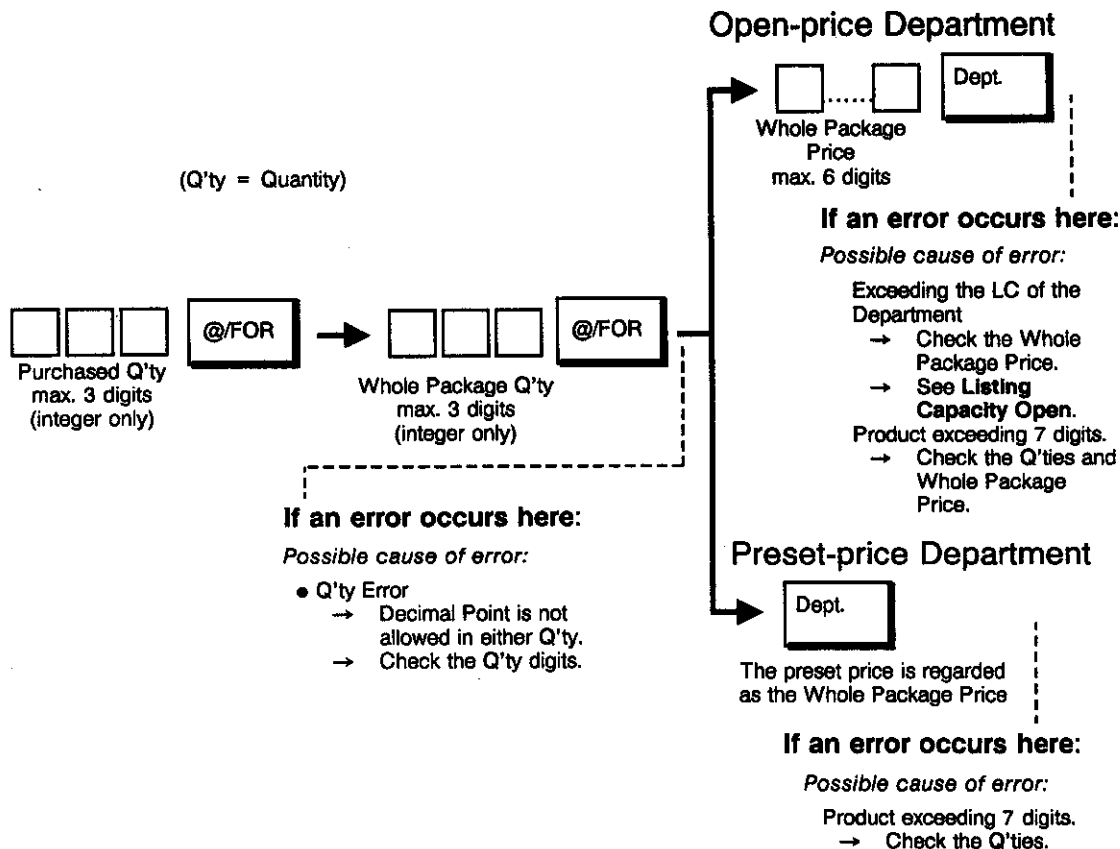 Open-price Department
Dept.
Whole Package
Price
max. 6 digits
(Q'ty = Quantity)
If an error occurs here:
Possible cause of error:
Exceeding the LC of the
Department
→ Check the Whole
Package Price.
→ See Listing
Capacity Open.
Product exceeding 7 digits.
→ Check the Q'ties and
Whole Package
Price.
@/FOR
Purchased Q'ty
max. 3 digits
(integer only)
@/FOR
Whole Package Q'ty
max. 3 digits
(integer only)
If an error occurs here:
Possible cause of error:
● Q'ty Error
→ Decimal Point is not
allowed in either Q'ty.
→ Check the Q'ty digits.
Preset-price Department
Dept.
The preset price is regarded
as the Whole Package Price
If an error occurs here:
Possible cause of error:
Product exceeding 7 digits.
→ Check the Q'ties.